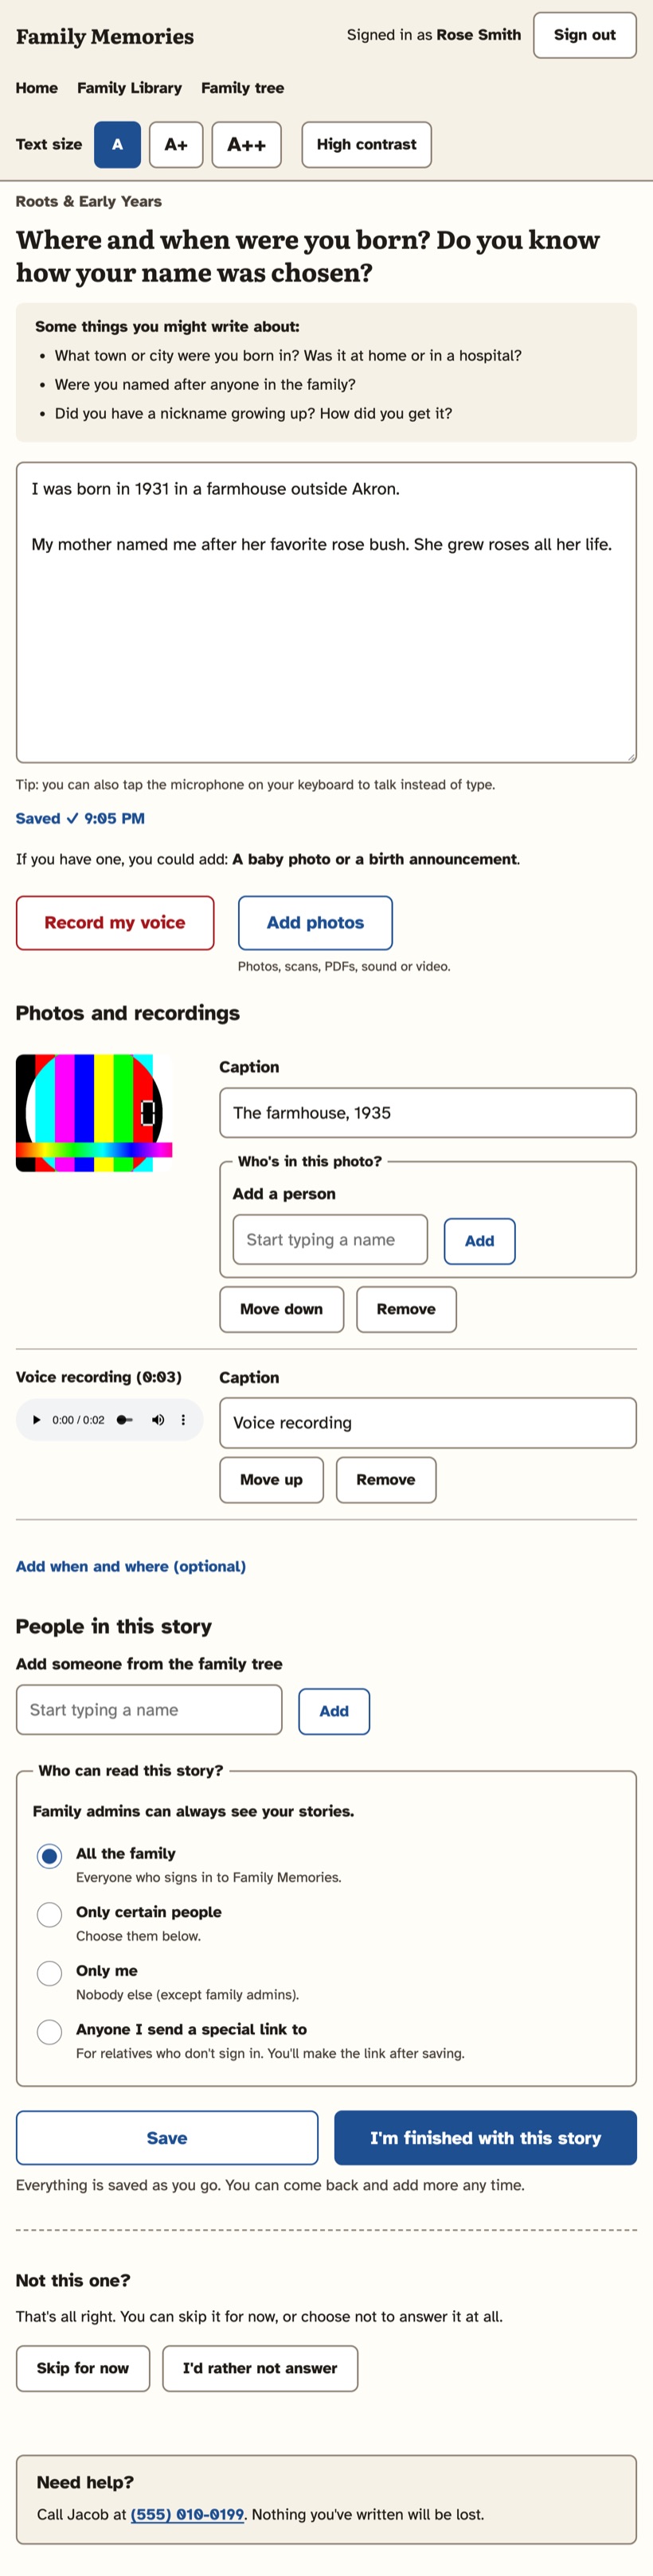 Family Memories
Signed in as Rose Smith
Sign out
Home Family Library Family tree
Text size
A
A+
A++
High contrast
Roots & Early Years
Where and when were you born? Do you know
how your name was chosen?
Some things you might write about:
• What town or city were you born in? Was it at home or in a hospital?
• Were you named after anyone in the family?
• Did you have a nickname growing up? How did you get it?
I was born in 1931 in a farmhouse outside Akron.
My mother named me after her favorite rose bush. She grew roses all her life.
Tip: you can also tap the microphone on your keyboard to talk instead of type.
Saved ✓ 9:05 PM
If you have one, you could add: A baby photo or a birth announcement.
Record my voice
Add photos
Photos, scans, PDFs, sound or video.
Photos and recordings
Caption
The farmhouse, 1935
Who's in this photo?
Add a person
Start typing a name
Add
Move down
Remove
Voice recording (0:03)
0:00 / 0:02
Caption
Voice recording
Move up
Remove
Add when and where (optional)
People in this story
Add someone from the family tree
Start typing a name
Add
Who can read this story?
Family admins can always see your stories.
All the family
Everyone who signs in to Family Memories.
Only certain people
Choose them below.
Only me
Nobody else (except family admins).
Anyone I send a special link to
For relatives who don't sign in. You'll make the link after saving.
Save
I'm finished with this story
Everything is saved as you go. You can come back and add more any time.
Not this one?
That's all right. You can skip it for now, or choose not to answer it at all.
Skip for now
I'd rather not answer
Need help?
Call Jacob at (555) 010-0199. Nothing you've written will be lost.